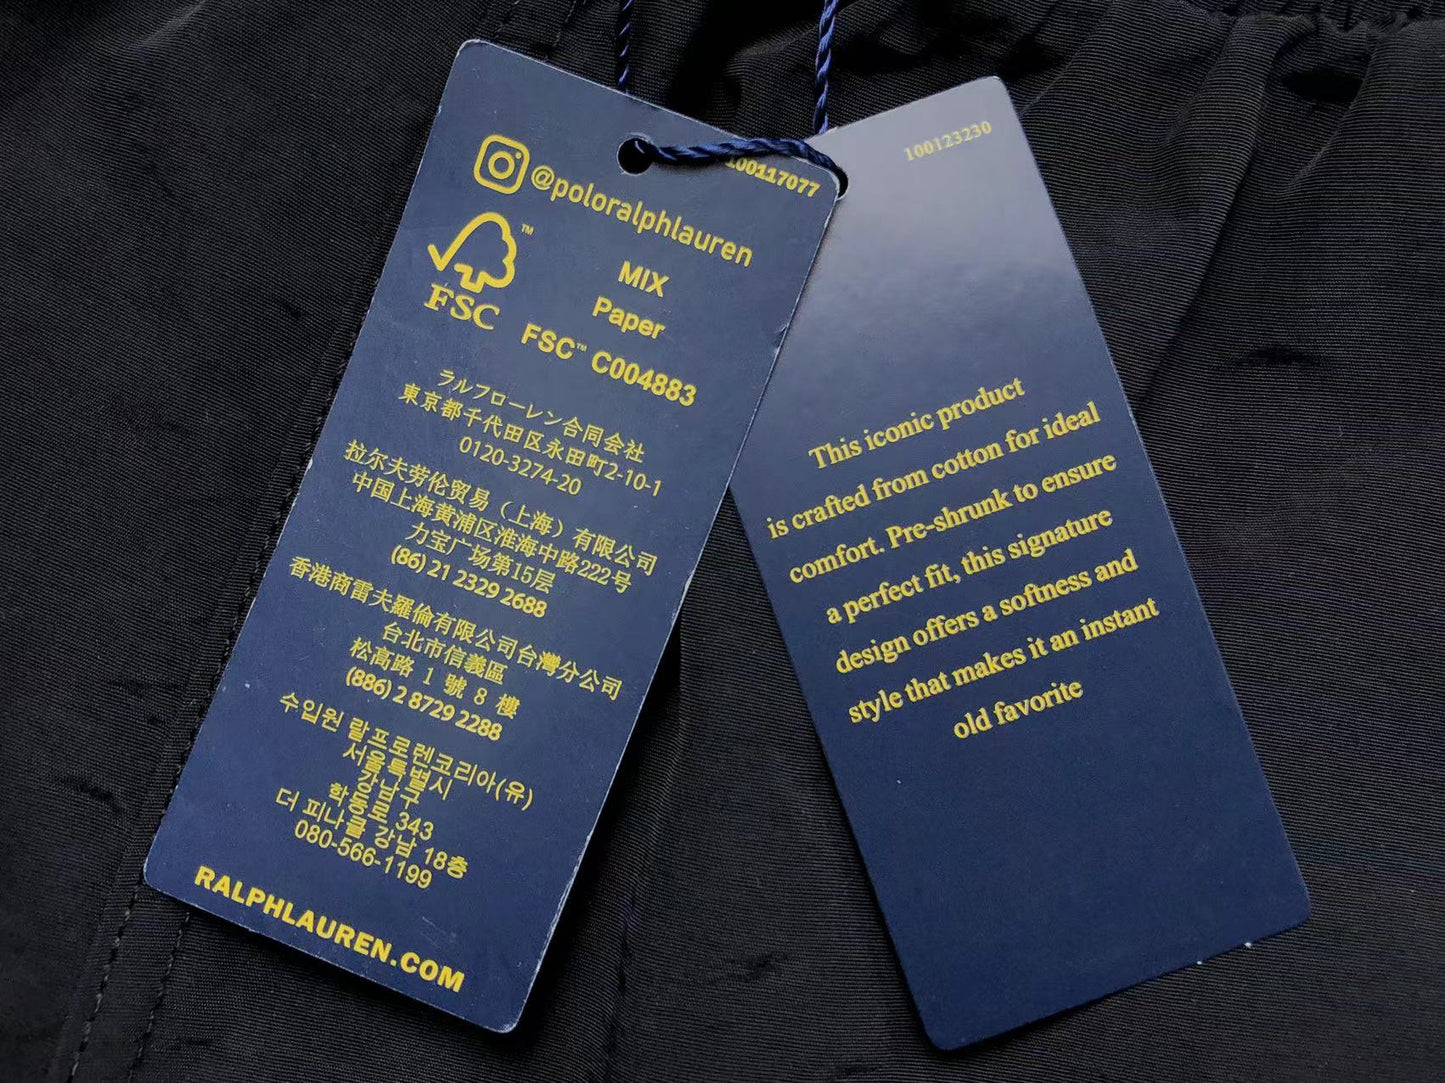 @poloralphlauren
100117077
FSC
™
MIX
Paper
FSC™ C004883
ラルフローレン合同会社
東京都千代田区永田町2-10-1
0120-3274-20
拉尔夫劳伦贸易（上海）有限公司
中国上海黄浦区淮海中路222号
力宝广场第15层
(86) 21 2329 2688
香港商雷夫羅倫有限公司台灣分公司
台北市信義區
松高路 1 號 8 樓
(886) 2 8729 2288
수입원 랄프로렌코리아(유)
서울특별시
강남구
학동로 343
더 피나클 강남 18층
080-566-1199
RALPHLAUREN.COM
100123230
This iconic product
is crafted from cotton for ideal
comfort. Pre-shrunk to ensure
a perfect fit, this signature
design offers a softness and
style that makes it an instant
old favorite